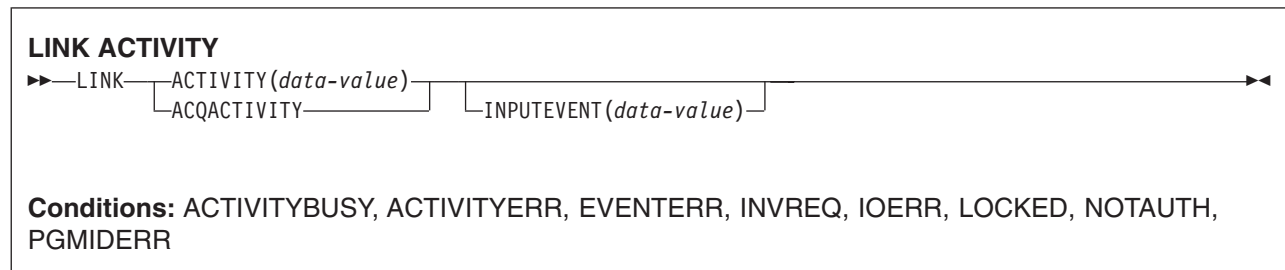 LINK ACTIVITY
LINK ACTIVITY(data-value)
ACQACTIVITY INPUTEVENT(data-value)
Conditions: ACTIVITYBUSY, ACTIVITYERR, EVENTERR, INVREQ, IOERR, LOCKED, NOTAUTH,
PGMIDERR